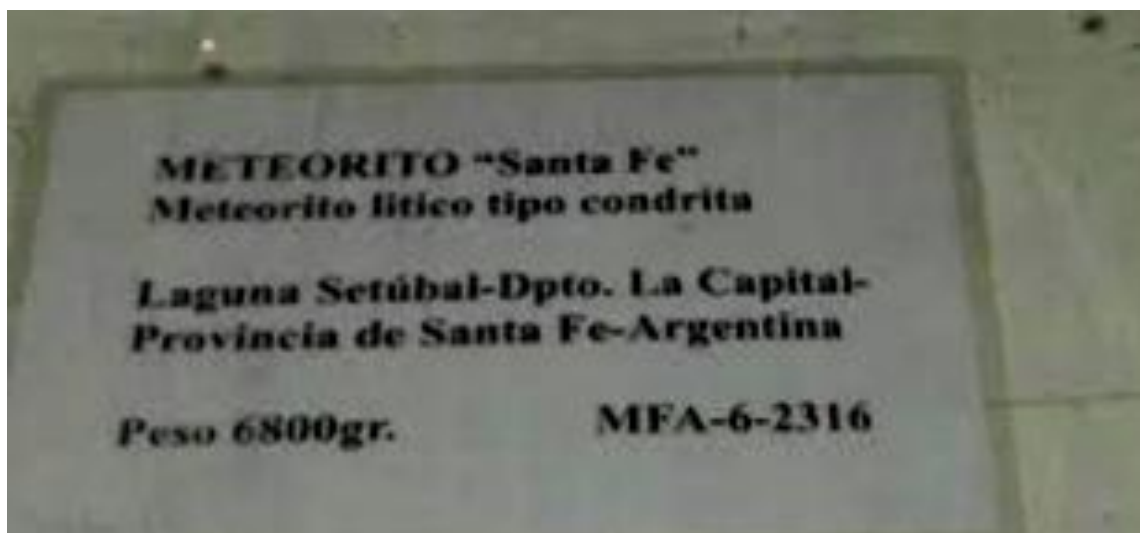 METEORITO “Santa Fe”
Meteorito lítico tipo condrita
Laguna Setúbal-Dpto. La Capital-
Provincia de Santa Fe-Argentina
Peso 6800gr. MFA-6-2316